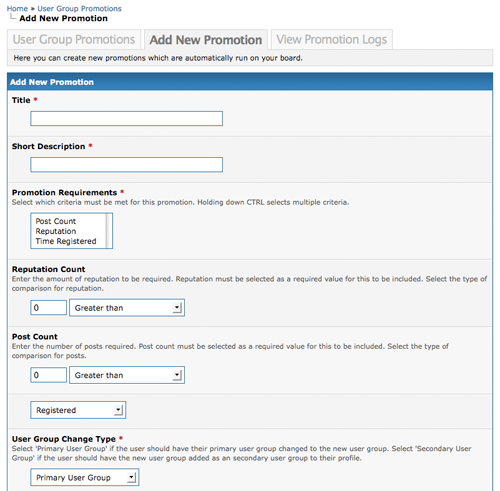 Home » User Group Promotions
Add New Promotion
User Group Promotions
Add New Promotion
View Promotion Logs
Here you can create new promotions which are automatically run on your board.
Add New Promotion
Title *
Short Description *
Promotion Requirements *
Select which criteria must be met for this promotion. Holding down CTRL selects multiple criteria.
Post Count
Reputation
Time Registered
Reputation Count
Enter the amount of reputation to be required. Reputation must be selected as a required value for this to be included. Select the type of
comparison for reputation.
0 Greater than
Post Count
Enter the number of posts required. Post count must be selected as a required value for this to be included. Select the type of
comparison for posts.
0 Greater than
Registered
User Group Change Type *
Select 'Primary User Group' if the user should have their primary user group changed to the new user group. Select 'Secondary User
Group' if the user should have the new user group added as an secondary user group to their profile.
Primary User Group